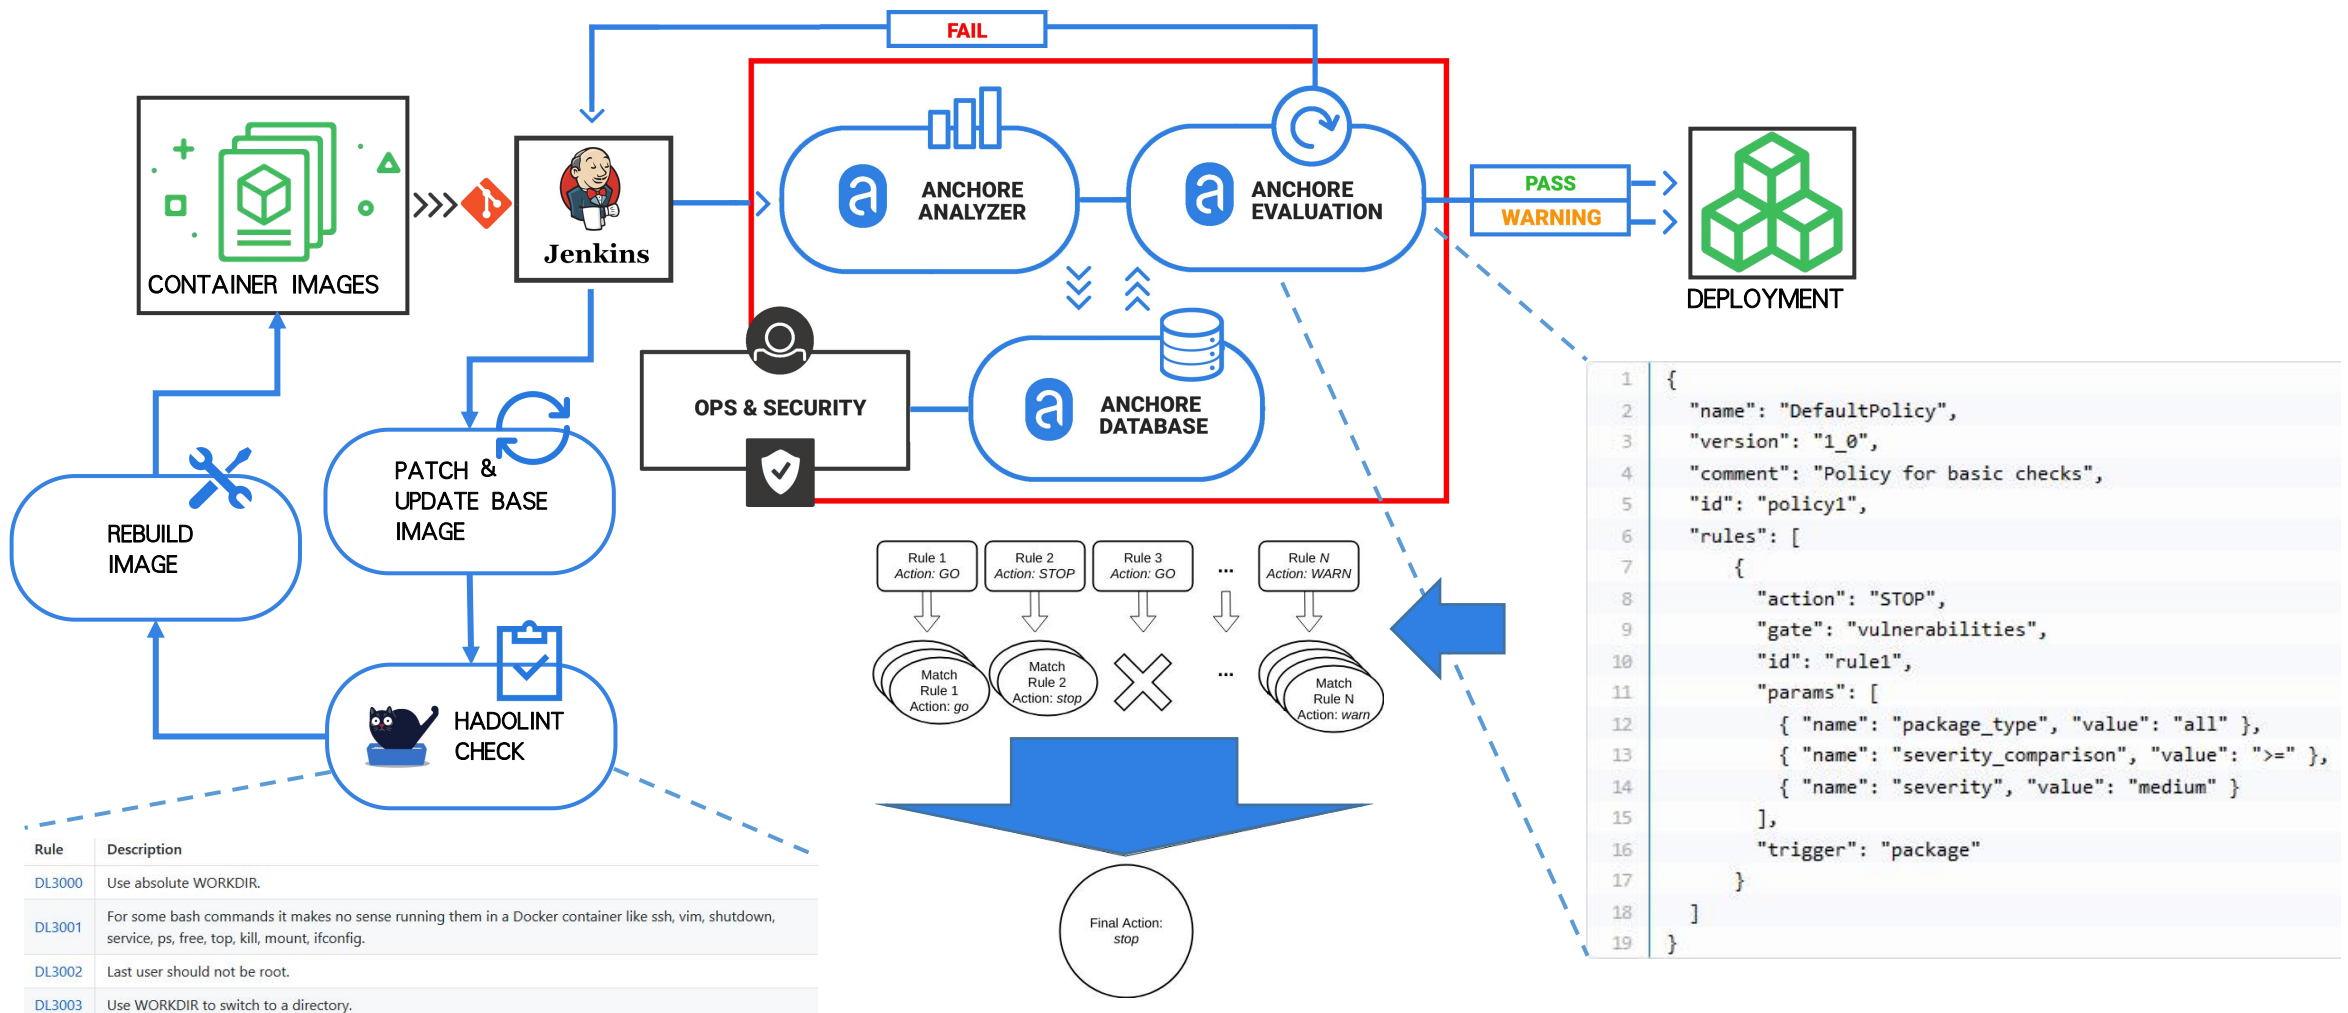 FAIL
CONTAINER IMAGES
Jenkins
ANCHORE
ANALYZER
ANCHORE
EVALUATION
PASS
WARNING
DEPLOYMENT
OPS & SECURITY
ANCHORE
DATABASE
PATCH &
UPDATE BASE
IMAGE
REBUILD
IMAGE
HADOLINT
CHECK
Rule 1
Action: GO
Rule 2
Action: STOP
Rule 3
Action: GO
...
Rule N
Action: WARN
Match
Rule 1
Action: go
Match
Rule 2
Action: stop
...
Match
Rule N
Action: warn
Final Action:
stop
1 {
2 "name": "DefaultPolicy",
3 "version": "1_0",
4 "comment": "Policy for basic checks",
5 "id": "policy1",
6 "rules": [
7 {
8 "action": "STOP",
9 "gate": "vulnerabilities",
10 "id": "rule1",
11 "params": [
12 { "name": "package_type", "value": "all" },
13 { "name": "severity_comparison", "value": ">=" },
14 { "name": "severity", "value": "medium" }
15 ],
16 "trigger": "package"
17 }
18 ]
19 }
Rule Description
DL3000 Use absolute WORKDIR.
DL3001 For some bash commands it makes no sense running them in a Docker container like ssh, vim, shutdown,
service, ps, free, top, kill, mount, ifconfig.
DL3002 Last user should not be root.
DL3003 Use WORKDIR to switch to a directory.